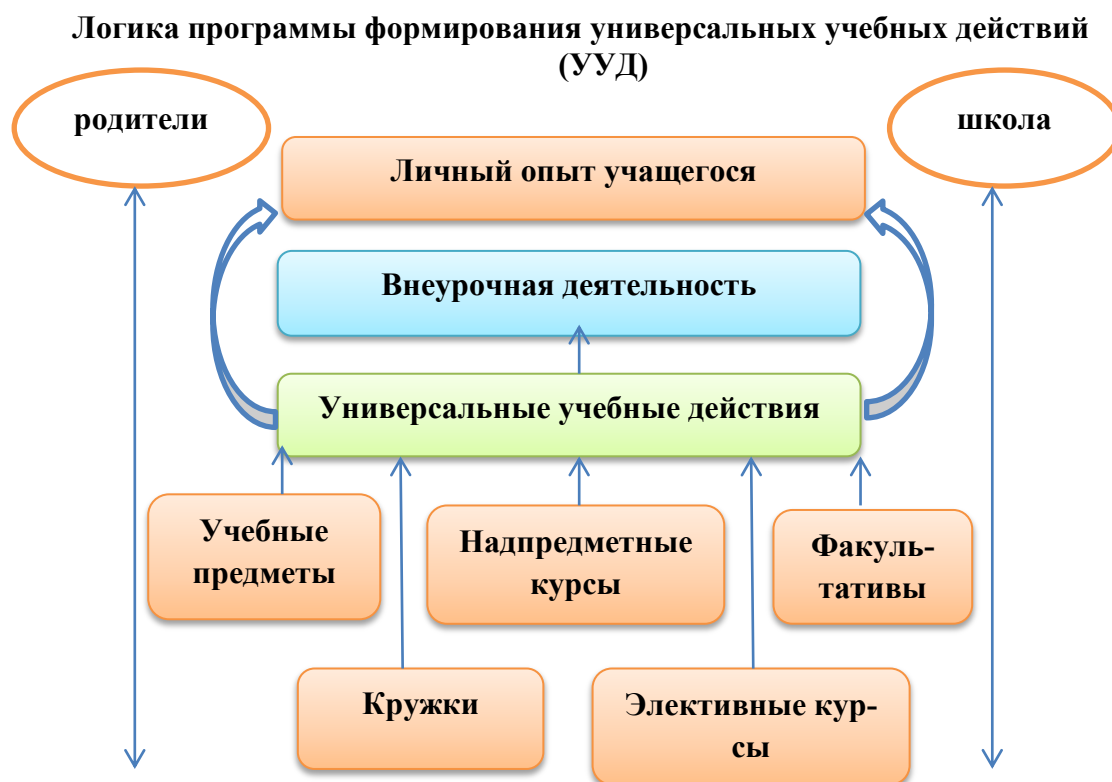 Логика программы формирования универсальных учебных действий
(УУД)
родители
школа
Личный опыт учащегося
Внеурочная деятельность
Универсальные учебные действия
Учебные
предметы
Надпредметные
курсы
Факуль-
тативы
Кружки
Элективные кур-
сы